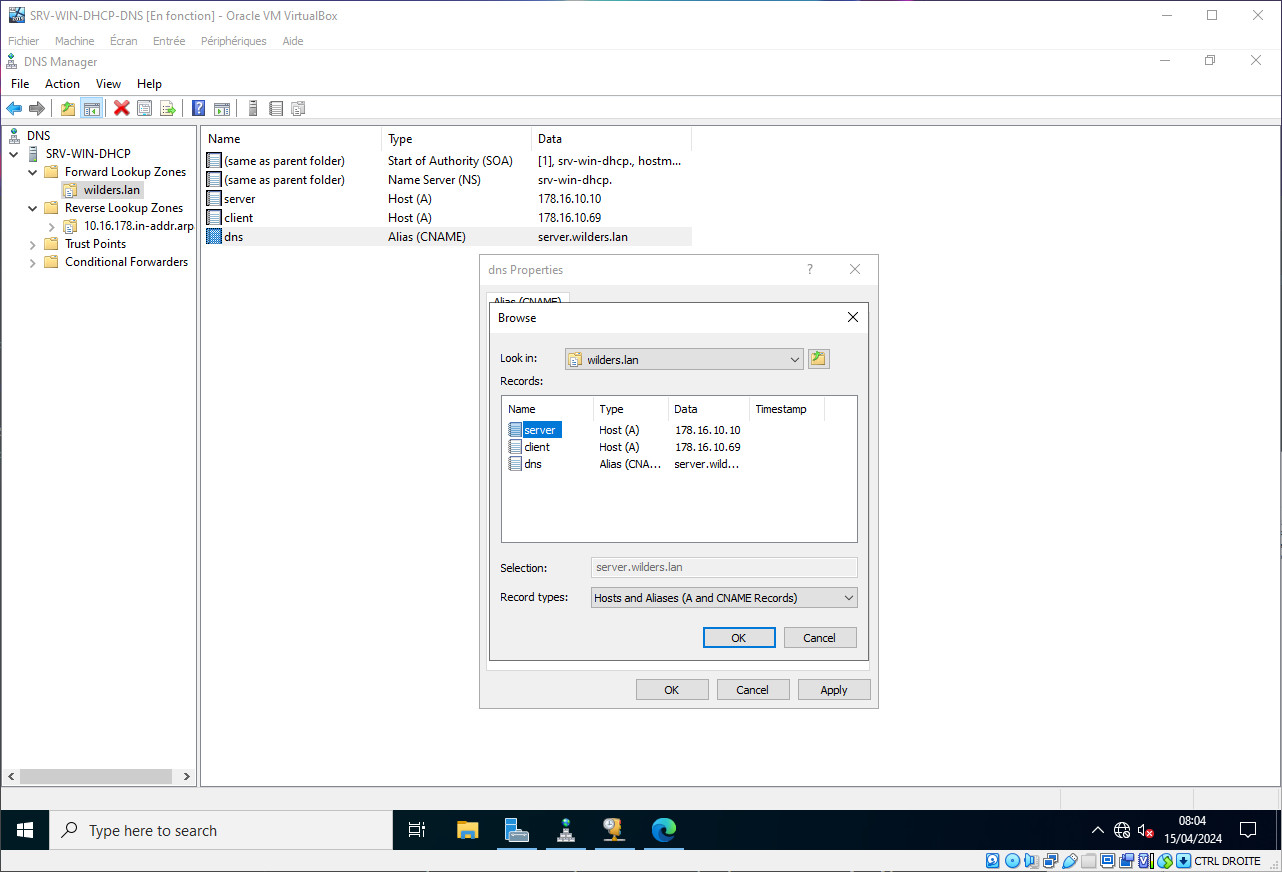 SRV-WIN-DHCP-DNS [En fonction] - Oracle VM VirtualBox
Fichier Machine Écran Entrée Périphériques Aide
DNS Manager
File Action View Help
DNS
SRV-WIN-DHCP
Forward Lookup Zones
wilders.lan
Reverse Lookup Zones
10.16.178.in-addr.arp
Trust Points
Conditional Forwarders
Name Type Data
(same as parent folder) Start of Authority (SOA) [1], srv-win-dhcp., hostm...
(same as parent folder) Name Server (NS) srv-win-dhcp.
server Host (A) 178.16.10.10
client Host (A) 178.16.10.69
dns Alias (CNAME) server.wilders.lan
dns Properties ?
Alias (CNAME)
Browse
Look in: wilders.lan
Records:
Name Type Data Timestamp
server Host (A) 178.16.10.10
client Host (A) 178.16.10.69
dns Alias (CNA... server.wild...
Selection: server.wilders.lan
Record types: Hosts and Aliases (A and CNAME Records)
OK Cancel
OK Cancel Apply
Type here to search
08:04
15/04/2024
CTRL DROITE